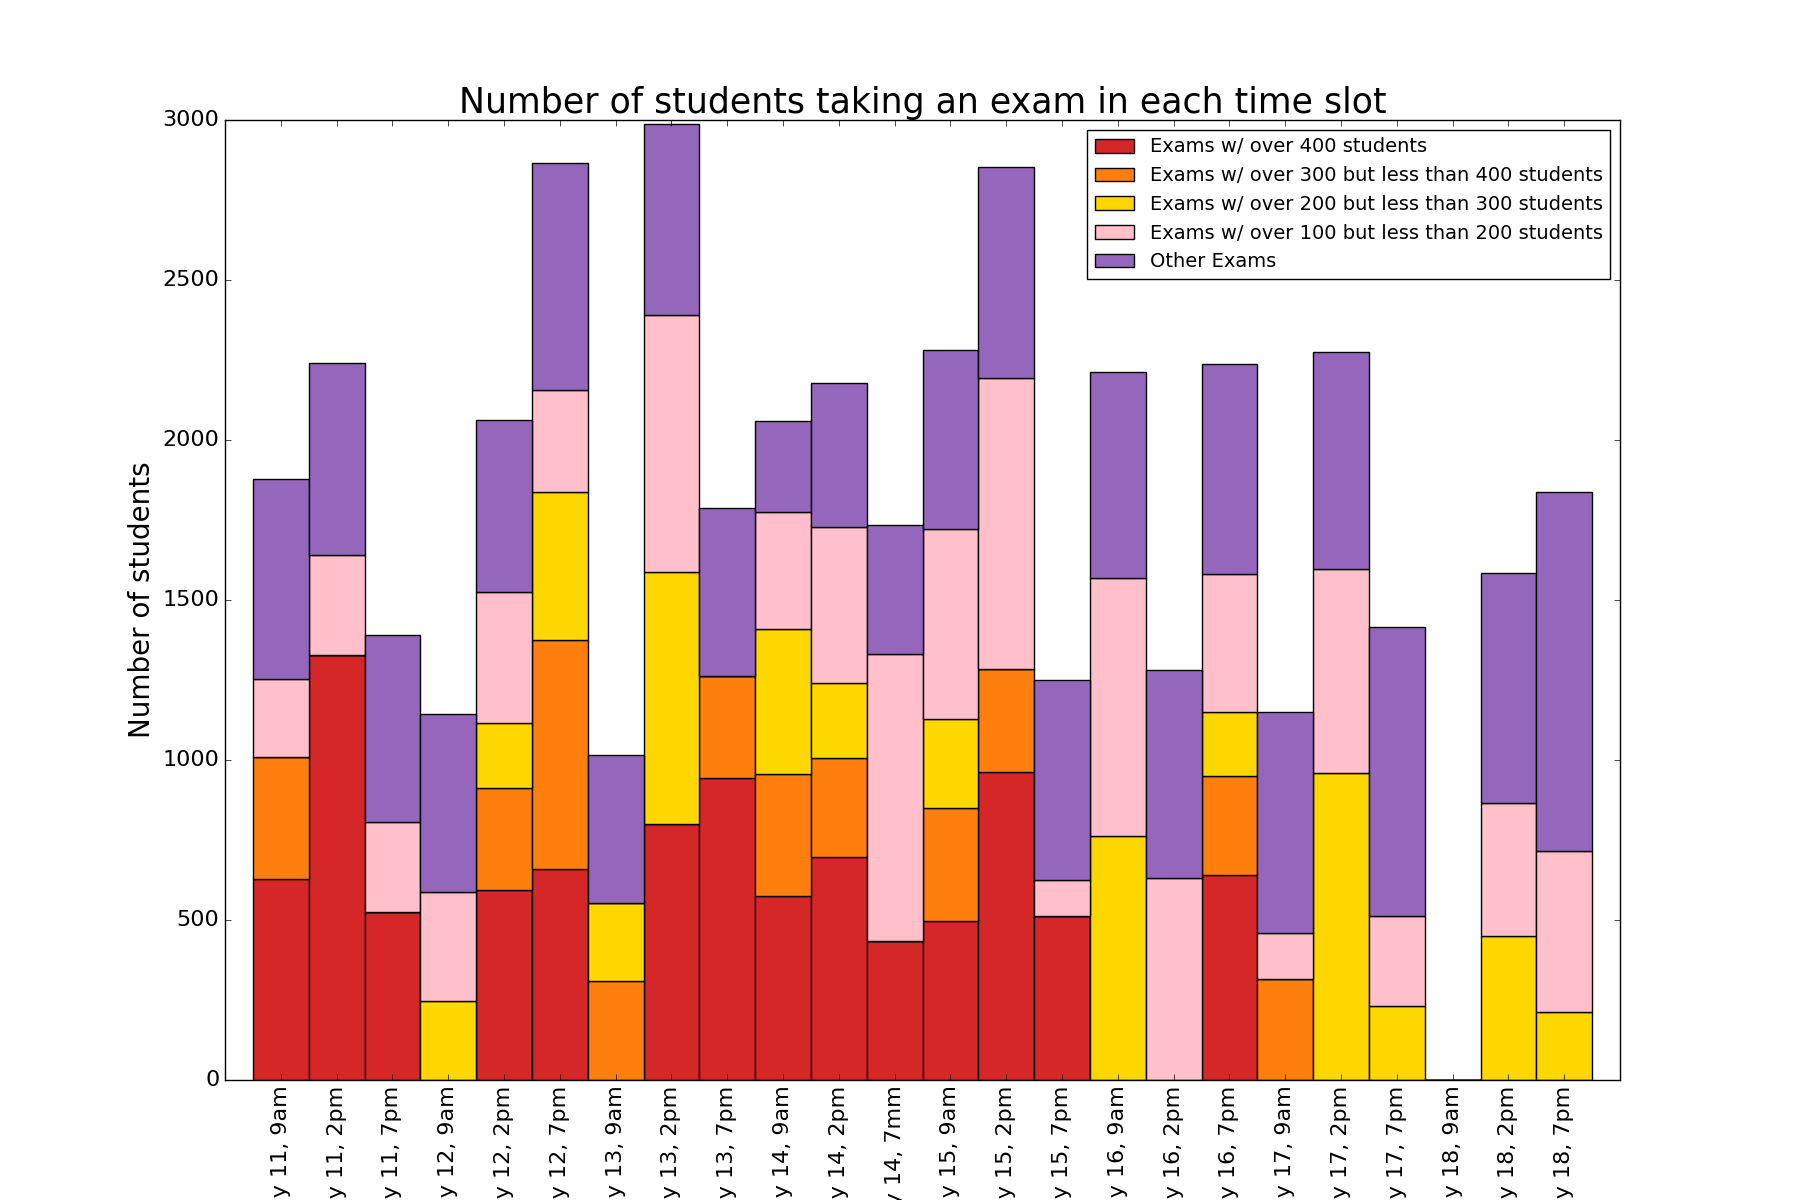 Number of students taking an exam in each time slot
Exams w/ over 400 students
Exams w/ over 300 but less than 400 students
Exams w/ over 200 but less than 300 students
Exams w/ over 100 but less than 200 students
Other Exams
Number of students
3000
2500
2000
1500
1000
500
0
y 11, 9am
y 11, 2pm
y 11, 7pm
y 12, 9am
y 12, 2pm
y 12, 7pm
y 13, 9am
y 13, 2pm
y 13, 7pm
y 14, 9am
y 14, 2pm
y 14, 7mm
y 15, 9am
y 15, 2pm
y 15, 7pm
y 16, 9am
y 16, 2pm
y 16, 7pm
y 17, 9am
y 17, 2pm
y 17, 7pm
y 18, 9am
y 18, 2pm
y 18, 7pm